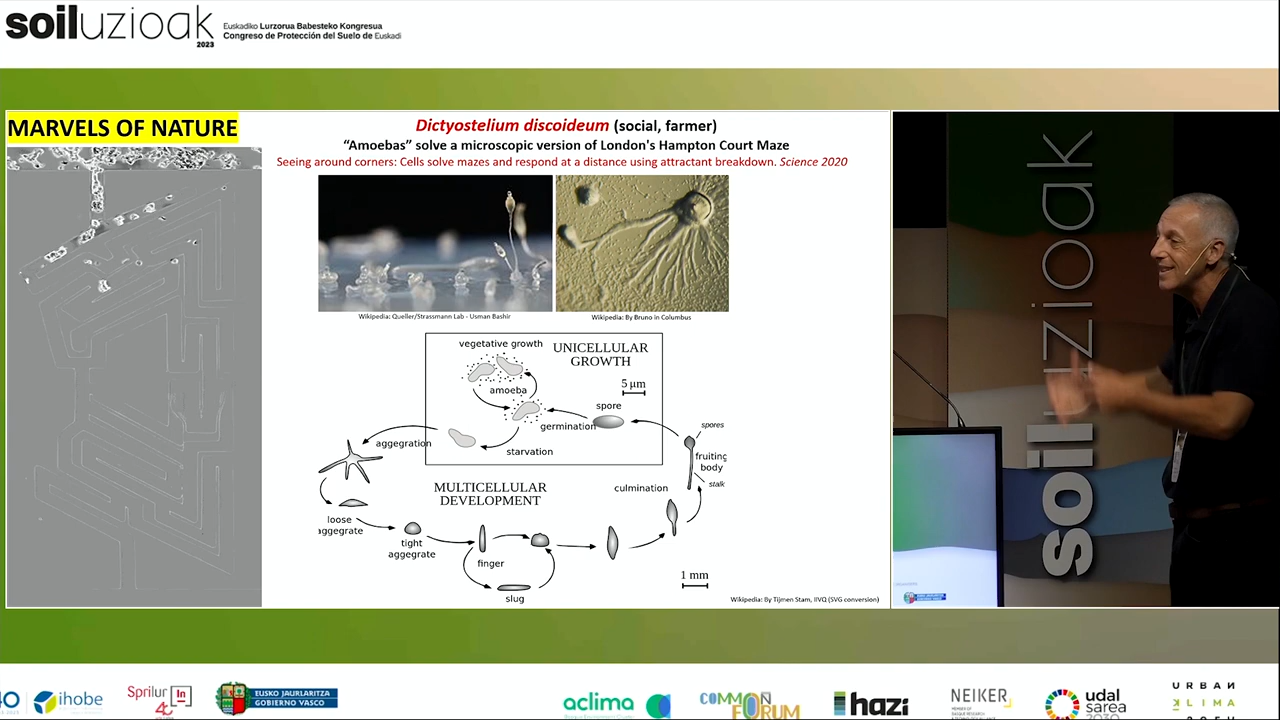 soiluzioak
2023
Euskadiko Lurzorua Babesteko Kongresua
Congreso de Protección del Suelo de Euskadi
MARVELS OF NATURE
Dictyostelium discoideum (social, farmer)
“Amoebas” solve a microscopic version of London's Hampton Court Maze
Seeing around corners: Cells solve mazes and respond at a distance using attractant breakdown. Science 2020
Wikipedia: Queller/Strassmann Lab - Usman Bashir
Wikipedia: By Bruno in Columbus
vegetative growth
UNICELLULAR
GROWTH
amoeba
5 µm
spore
germination
starvation
aggregation
spores
fruiting
body
stalk
MULTICELLULAR
DEVELOPMENT
culmination
loose
aggegrate
tight
aggegrate
finger
slug
1 mm
Wikipedia: By Tijmen Stam, IIVQ (SVG conversion)
soiluzioak
ihobe
Sprilur
In
EUSKO JAURLARITZA
GOBIERNO VASCO
aclima
COMMON
FORUM
hazi
NEIKER
udal
sarea
2030
URBAN
KLIMA